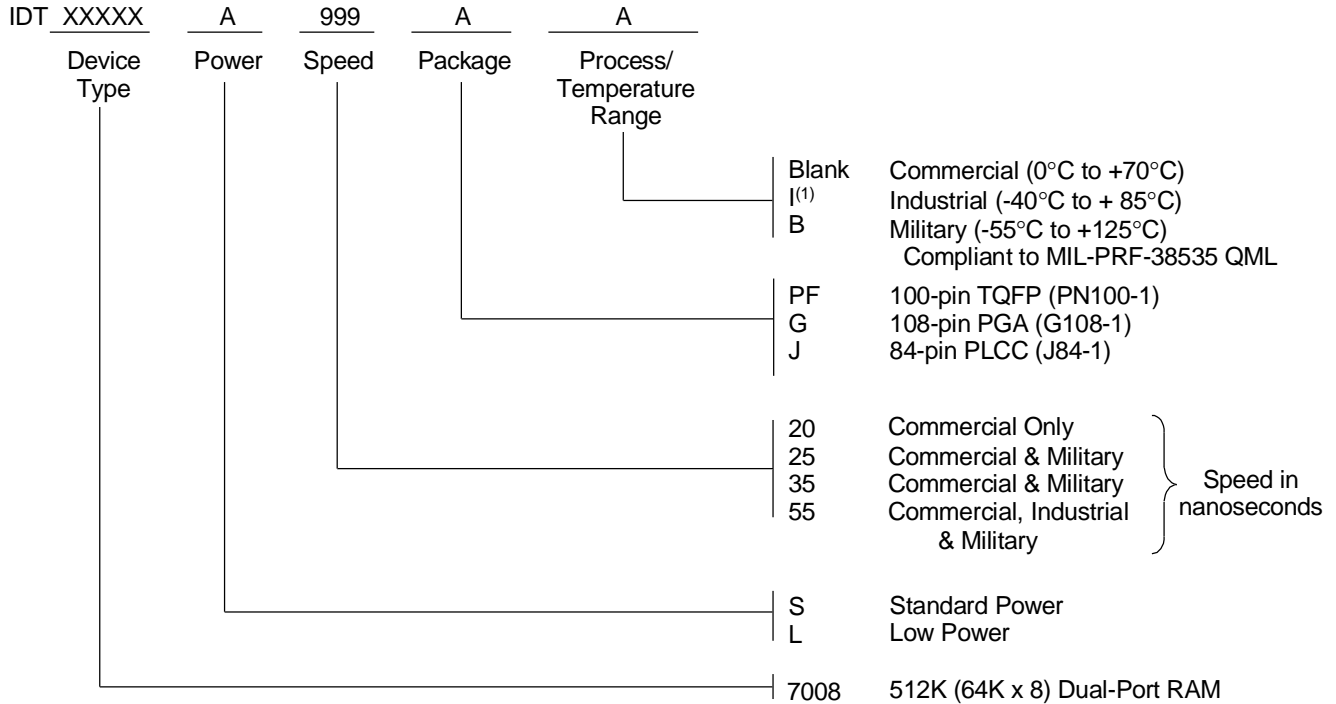 IDT XXXXX A 999 A A
Device Type
Power
Speed
Package
Process/
Temperature
Range
Blank Commercial (0°C to +70°C)
I(1) Industrial (-40°C to + 85°C)
B Military (-55°C to +125°C)
Compliant to MIL-PRF-38535 QML
PF 100-pin TQFP (PN100-1)
G 108-pin PGA (G108-1)
J 84-pin PLCC (J84-1)
20 Commercial Only
25 Commercial & Military
35 Commercial & Military
55 Commercial, Industrial
& Military
Speed in
nanoseconds
S Standard Power
L Low Power
7008 512K (64K x 8) Dual-Port RAM